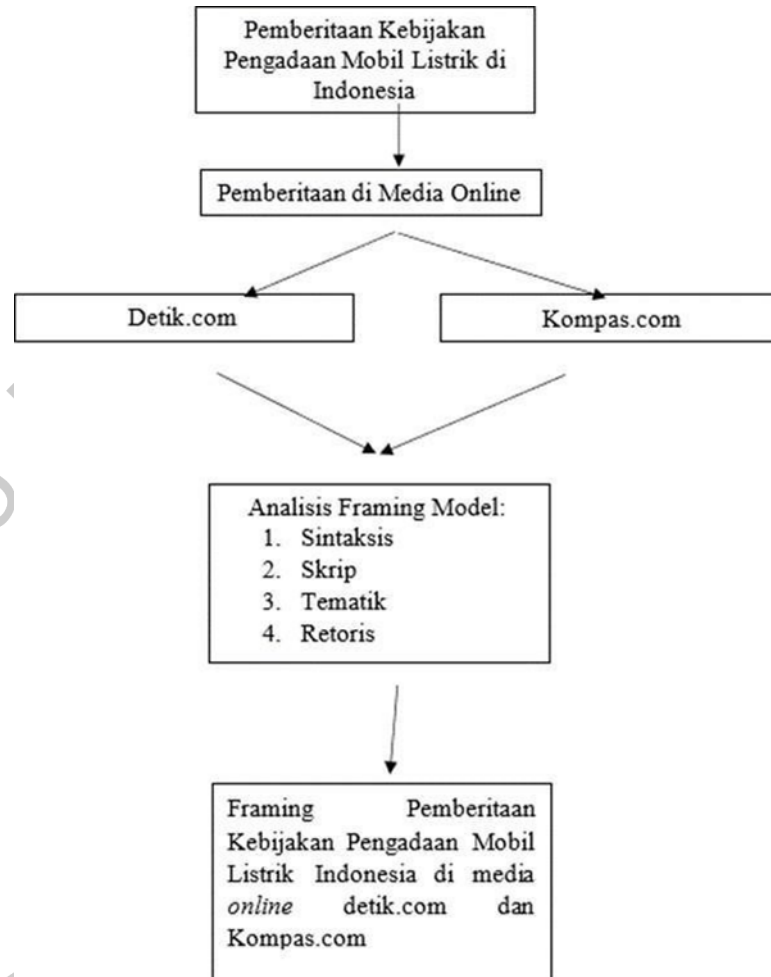 Pemberitaan Kebijakan
Pengadaan Mobil Listrik di
Indonesia
Pemberitaan di Media Online
Detik.com
Kompas.com
Analisis Framing Model:
1. Sintaksis
2. Skrip
3. Tematik
4. Retoris
Framing Pemberitaan
Kebijakan Pengadaan Mobil
Listrik Indonesia di media
online detik.com dan
Kompas.com